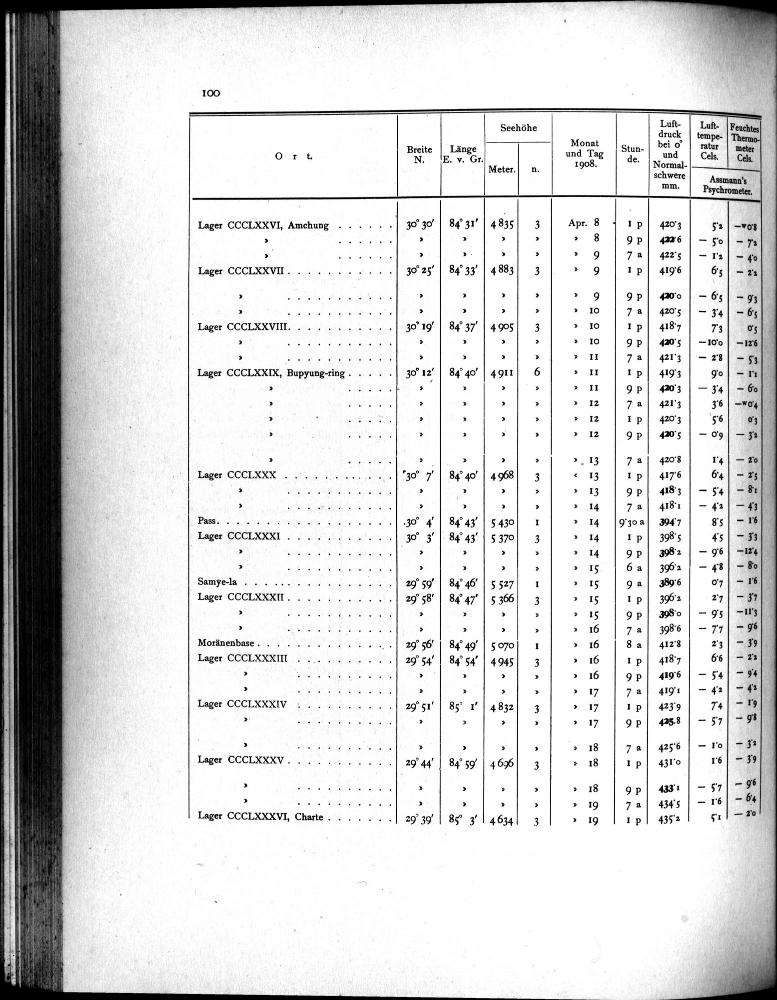 100
Ort. Breite N. Länge E. v. Gr. Seehöhe Meter. n. Monat und Tag 1908. Stunde. Luftdruck bei 0° und Normalschwere mm. Lufttemperatur Cels. Feuchtes Thermometer Cels. Assmann's Psychrometer.
Lager CCCLXXVI, Amchung . . . . . . 30° 30' 84° 31' 4 835 3 Apr. 8 1 p 420·3 5·2 —w0·8
» . . . . . . » » » » » 8 9 p 422·6 — 5·0 — 7·2
» . . . . . . » » » » » 9 7 a 422·5 — 1·2 — 4·0
Lager CCCLXXVII . . . . . . . . . . 30° 25' 84° 33' 4 883 3 » 9 1 p 419·6 6·5 — 2·2
» . . . . . . . . . . » » » » » 9 9 p 420·0 — 6·5 — 9·3
» . . . . . . . . . . » » » » » 10 7 a 420·5 — 3·4 — 6·5
Lager CCCLXXVIII. . . . . . . . . . 30° 19' 84° 37' 4 905 3 » 10 1 p 418·7 7·3 0·5
» . . . . . . . . . . » » » » » 10 9 p 420·5 —10·0 —12·6
» . . . . . . . . . . » » » » » 11 7 a 421·3 — 2·8 — 5·3
Lager CCCLXXIX, Bupyung-ring . . . . . 30° 12' 84° 40' 4 911 6 » 11 1 p 419·3 9·0 — 1·1
» . . . . . » » » » » 11 9 p 420·3 — 3·4 — 6·0
» . . . . . » » » » » 12 7 a 421·3 3·6 —w0·4
» . . . . . » » » » » 12 1 p 420·3 5·6 0·3
» . . . . . » » » » » 12 9 p 420·5 — 0·9 — 3·2
» . . . . . » » » » » 13 7 a 420·8 1·4 — 2·0
Lager CCCLXXX . . . . . . . . . . . 30° 7' 84° 40' 4 968 3 » 13 1 p 417·6 6·4 — 2·5
» . . . . . . . . . . » » » » » 13 9 p 418·3 — 5·4 — 8·1
» . . . . . . . . . . » » » » » 14 7 a 418·1 — 4·2 — 4·3
Pass. . . . . . . . . . . . . . . . 30° 4' 84° 43' 5 430 1 » 14 9·30 a 394·7 8·5 — 1·6
Lager CCCLXXXI . . . . . . . . . . 30° 3' 84° 43' 5 370 3 » 14 1 p 398·5 4·5 — 3·3
» . . . . . . . . . . » » » » » 14 9 p 398·2 — 9·6 —12·4
» . . . . . . . . . . » » » » » 15 6 a 396·2 — 4·8 — 8·0
Samye-la . . . . . . . . . . . . . 29° 59' 84° 46' 5 527 1 » 15 9 a 389·6 0·7 — 1·6
Lager CCCLXXXII . . . . . . . . . . 29° 58' 84° 47' 5 366 3 » 15 1 p 396·2 2·7 — 3·7
» . . . . . . . . . . » » » » » 15 9 p 398·0 — 9·5 —11·3
» . . . . . . . . . . » » » » » 16 7 a 398·6 — 7·7 — 9·6
Moränenbase . . . . . . . . . . . . 29° 56' 84° 49' 5 070 1 » 16 8 a 412·8 2·3 — 3·9
Lager CCCLXXXIII . . . . . . . . . 29° 54' 84° 54' 4 945 3 » 16 1 p 418·7 6·6 — 2·2
» . . . . . . . . . » » » » » 16 9 p 419·6 — 5·4 — 9·4
» . . . . . . . . . » » » » » 17 7 a 419·1 — 4·2 — 4·2
Lager CCCLXXXIV . . . . . . . . . 29° 51' 85° 1' 4 832 3 » 17 1 p 423·9 7·4 — 1·9
» . . . . . . . . . » » » » » 17 9 p 425.8 — 5·7 — 9·8
» . . . . . . . . . » » » » » 18 7 a 425·6 — 1·0 — 3·2
Lager CCCLXXXV . . . . . . . . . . 29° 44' 84° 59' 4 696 3 » 18 1 p 431·0 1·6 — 3·9
» . . . . . . . . . » » » » » 18 9 p 433·1 — 5·7 — 9·6
» . . . . . . . . . » » » » » 19 7 a 434·5 — 1·6 — 6·4
Lager CCCLXXXVI, Charte . . . . . . . 29° 39' 85° 3' 4 634 3 » 19 1 p 435·2 5·1 — 2·0